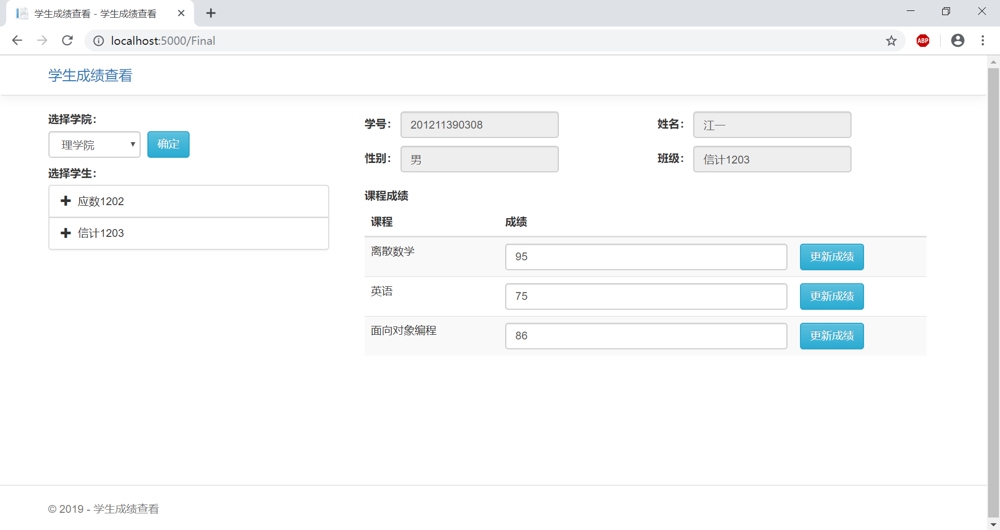 学生成绩查看 - 学生成绩查看
localhost:5000/Final
ABP
学生成绩查看
选择学院：
理学院
确定
选择学生：
应数1202
信计1203
学号： 201211390308 姓名： 江一
性别： 男 班级： 信计1203
课程成绩
课程 成绩
离散数学 95 更新成绩
英语 75 更新成绩
面向对象编程 86 更新成绩
© 2019 - 学生成绩查看